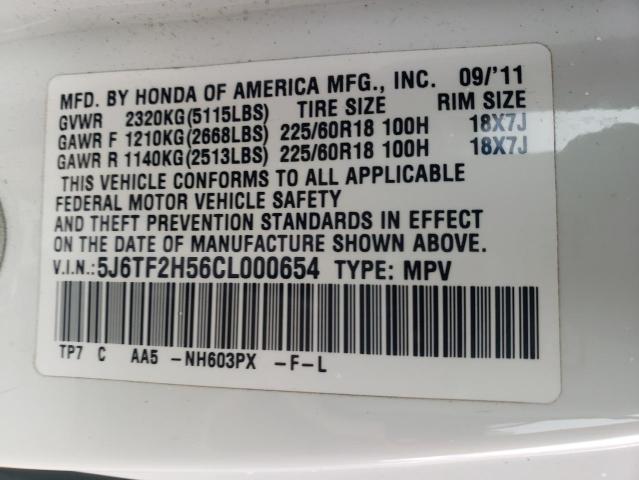 MFD. BY HONDA OF AMERICA MFG., INC. 09/'11
GVWR 2320KG(5115LBS) TIRE SIZE RIM SIZE
GAWR F 1210KG(2668LBS) 225/60R18 100H 18X7J
GAWR R 1140KG(2513LBS) 225/60R18 100H 18X7J
THIS VEHICLE CONFORMS TO ALL APPLICABLE
FEDERAL MOTOR VEHICLE SAFETY
AND THEFT PREVENTION STANDARDS IN EFFECT
ON THE DATE OF MANUFACTURE SHOWN ABOVE.
V.I.N.:5J6TF2H56CL000654 TYPE: MPV
TP7 C AA5 -NH603PX -F-L